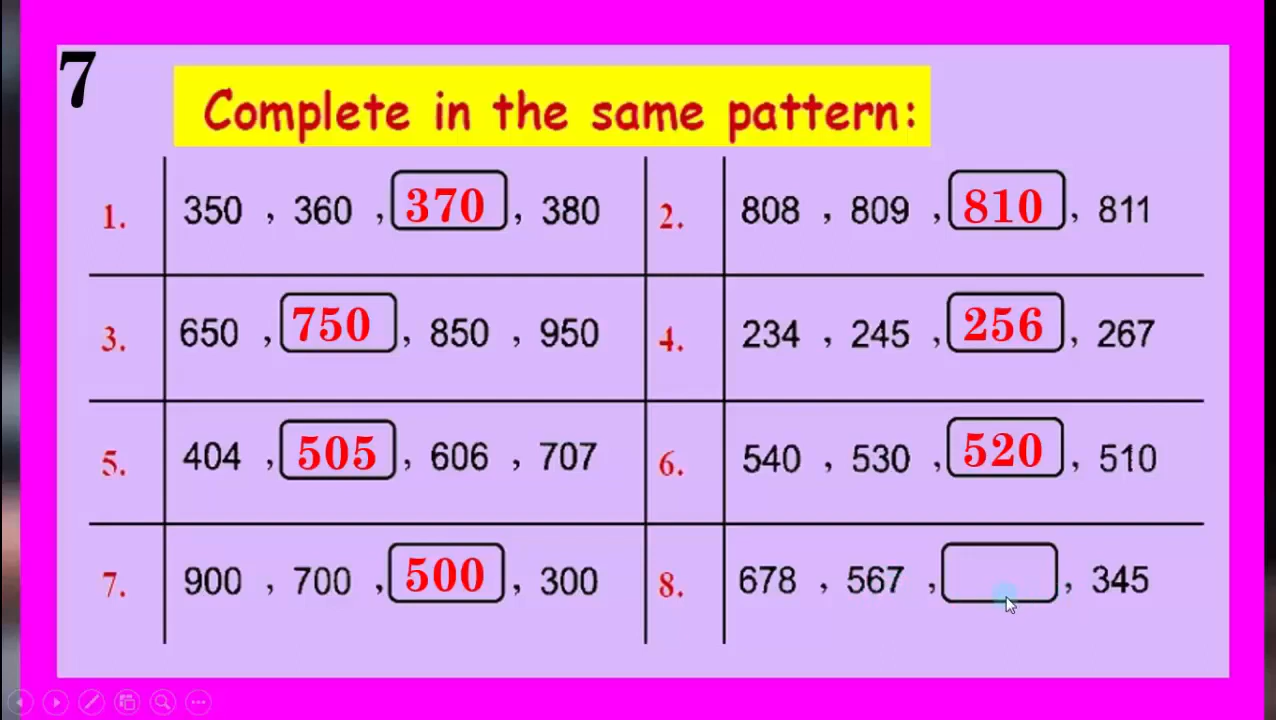 7
Complete in the same pattern:
1. 350 , 360 , 370 , 380
2. 808 , 809 , 810 , 811
3. 650 , 750 , 850 , 950
4. 234 , 245 , 256 , 267
5. 404 , 505 , 606 , 707
6. 540 , 530 , 520 , 510
7. 900 , 700 , 500 , 300
8. 678 , 567 , , 345